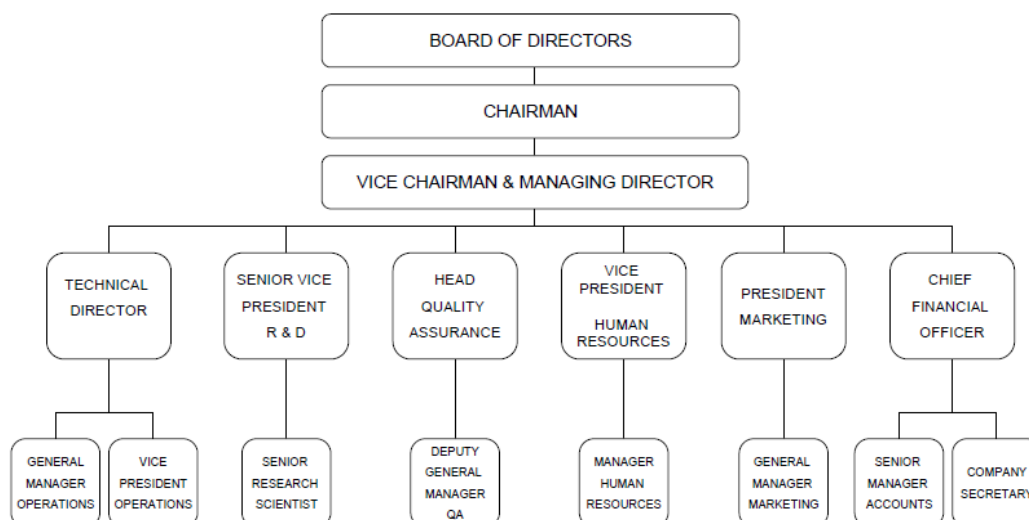 BOARD OF DIRECTORS
CHAIRMAN
VICE CHAIRMAN & MANAGING DIRECTOR
TECHNICAL
DIRECTOR
SENIOR VICE
PRESIDENT
R & D
HEAD
QUALITY
ASSURANCE
VICE
PRESIDENT
HUMAN
RESOURCES
PRESIDENT
MARKETING
CHIEF
FINANCIAL
OFFICER
GENERAL
MANAGER
OPERATIONS
VICE
PRESIDENT
OPERATIONS
SENIOR
RESEARCH
SCIENTIST
DEPUTY
GENERAL
MANAGER
QA
MANAGER
HUMAN
RESOURCES
GENERAL
MANAGER
MARKETING
SENIOR
MANAGER
ACCOUNTS
COMPANY
SECRETARY